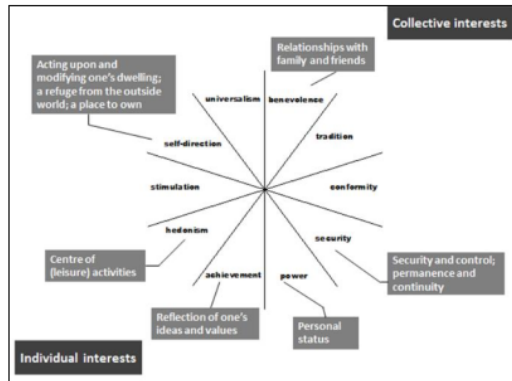 Collective interests
Relationships with
family and friends
Acting upon and
modifying one's dwelling;
a refuge from the outside
world; a place to own
universalism
benevolence
tradition
self-direction
stimulation
conformity
hedonism
security
Centre of
(leisure) activities
achievement
power
Security and control;
permanence and
continuity
Reflection of one's
ideas and values
Personal
status
Individual interests